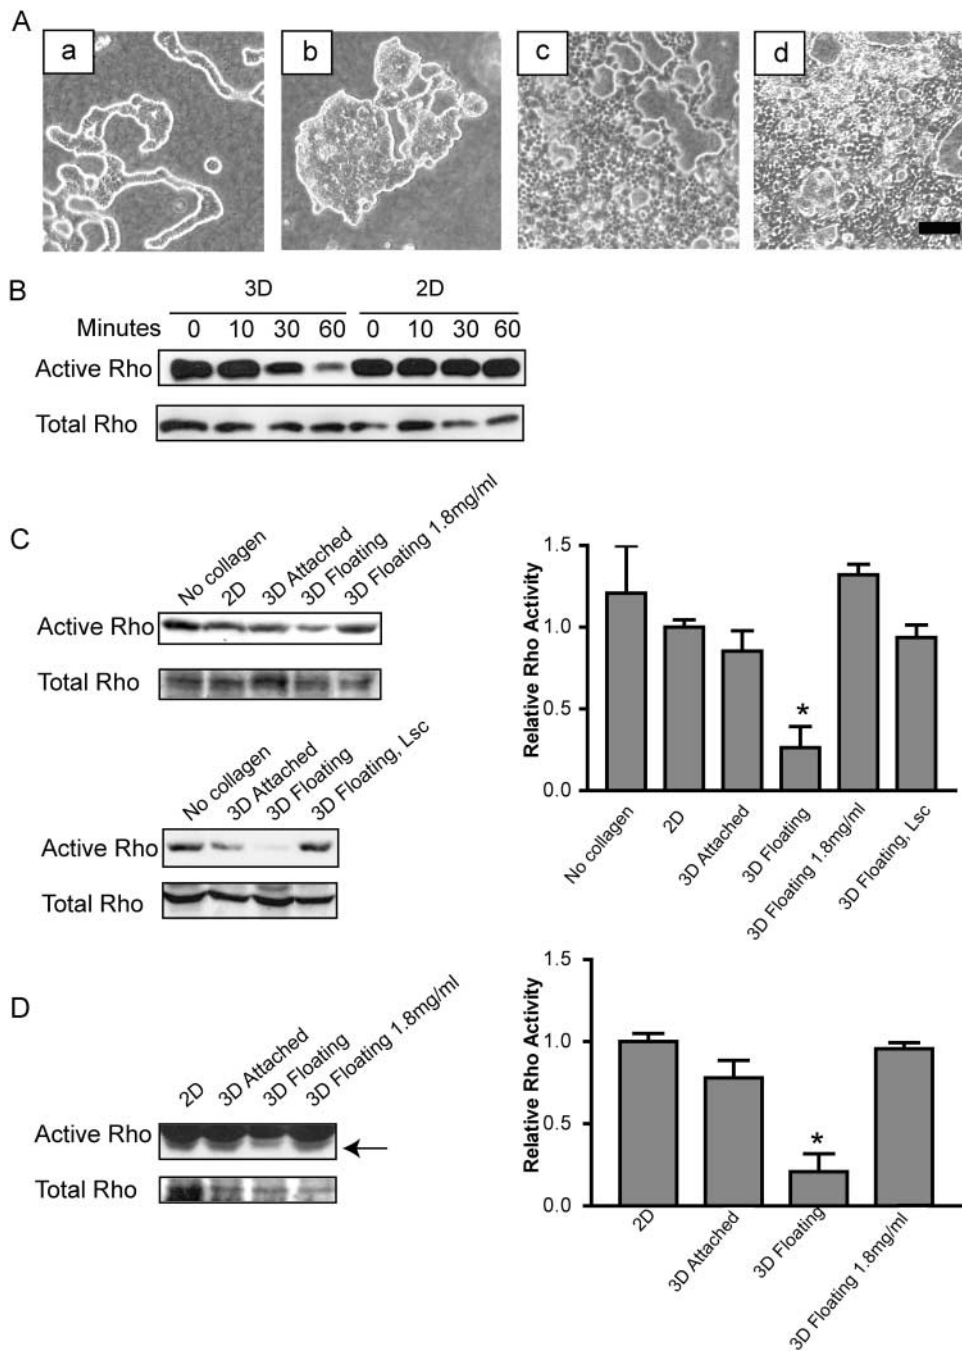 A
a
b
c
d
B
3D 2D
Minutes 0 10 30 60 0 10 30 60
Active Rho
Total Rho
C
No collagen
2D
3D Attached
3D Floating
3D Floating 1.8mg/ml
Active Rho
Total Rho
No collagen
3D Attached
3D Floating
3D Floating, Lsc
Active Rho
Total Rho
Relative Rho Activity
1.5
1.0
0.5
0.0
*
No collagen
2D
3D Attached
3D Floating
3D Floating 1.8mg/ml
3D Floating, Lsc
D
2D
3D Attached
3D Floating
3D Floating 1.8mg/ml
Active Rho
Total Rho
Relative Rho Activity
1.5
1.0
0.5
0.0
*
2D
3D Attached
3D Floating
3D Floating 1.8mg/ml